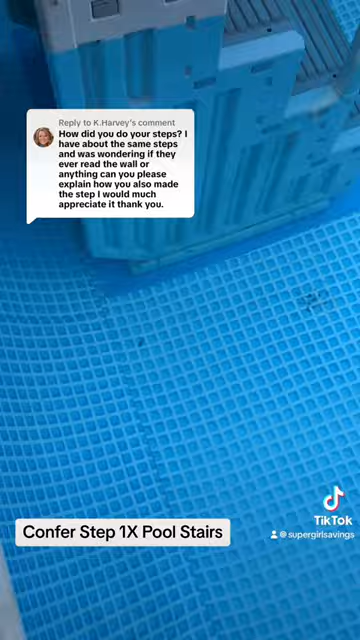 Reply to K.Harvey's comment
How did you do your steps? I
have about the same steps
and was wondering if they
ever read the wall or
anything can you please
explain how you also made
the step I would much
appreciate it thank you.
Confer Step 1X Pool Stairs
TikTok
@supergirlsavings